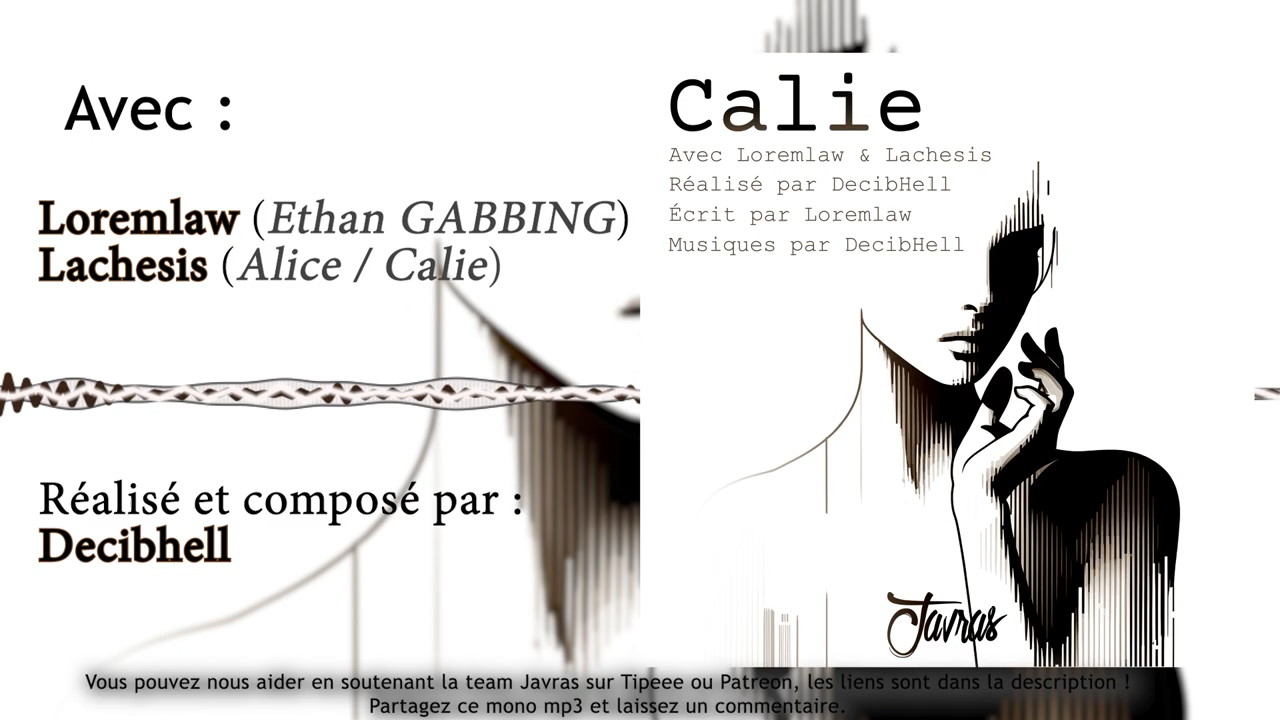 Avec :
Loremlaw (Ethan GABBING)
Lachesis (Alice / Calie)
Réalisé et composé par :
Decibhell
Calie
Avec Loremlaw & Lachesis
Réalisé par DecibHell
Écrit par Loremlaw
Musiques par DecibHell
Javras
Vous pouvez nous aider en soutenant la team Javras sur Tipeee ou Patreon, les liens sont dans la description !
Partagez ce mono mp3 et laissez un commentaire.